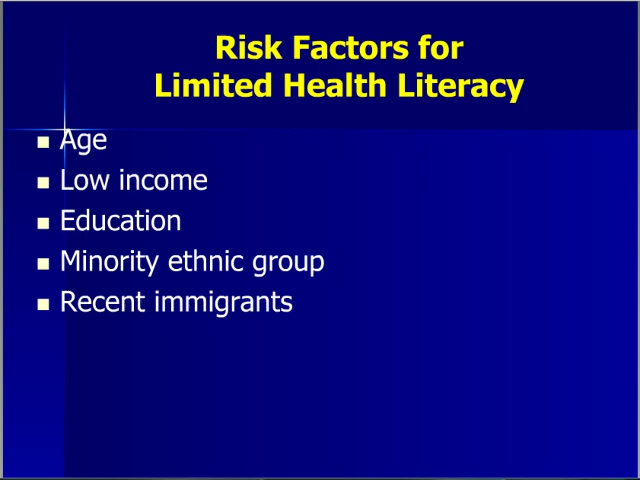 Risk Factors for
Limited Health Literacy
Age
Low income
Education
Minority ethnic group
Recent immigrants